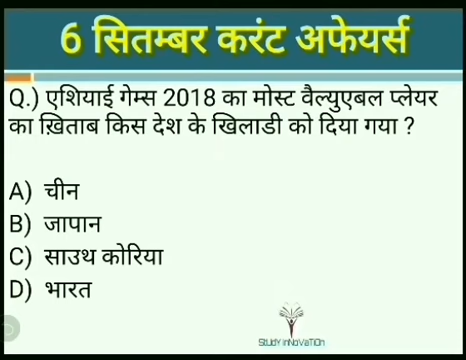 6 सितम्बर करंट अफेयर्स
Q.) एशियाई गेम्स 2018 का मोस्ट वैल्युएबल प्लेयर
का ख़िताब किस देश के खिलाडी को दिया गया ?
A) चीन
B) जापान
C) साउथ कोरिया
D) भारत
StudY inNovaTiOn